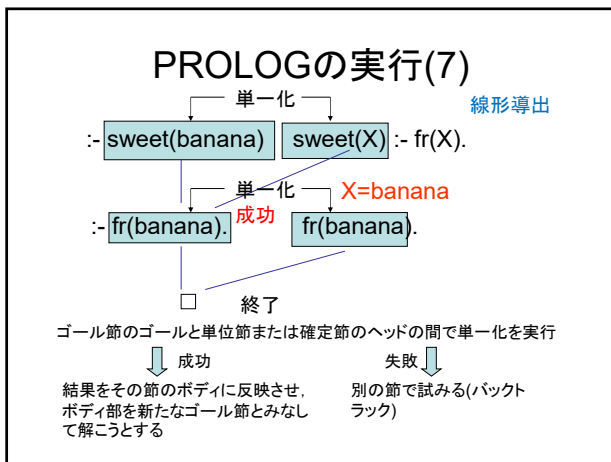 PROLOGの実行(7)
単一化
線形導出
:- sweet(banana) sweet(X) :- fr(X).
単一化 X=banana
成功
:- fr(banana). fr(banana).
□ 終了
ゴール節のゴールと単位節または確定節のヘッドの間で単一化を実行
成功 失敗
結果をその節のボディに反映させ, 
ボディ部を新たなゴール節とみなし
て解こうとする
別の節で試みる(バックト
ラック)